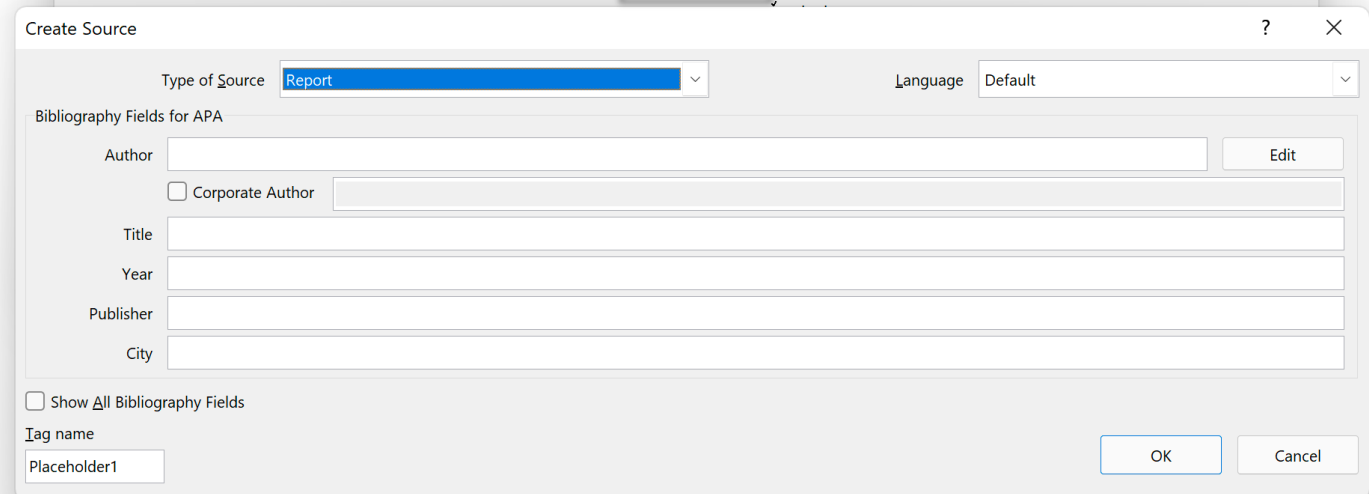 Create Source ?
Type of Source Report Language Default
Bibliography Fields for APA
Author Edit
Corporate Author
Title
Year
Publisher
City
Show All Bibliography Fields
Tag name
Placeholder1 OK Cancel